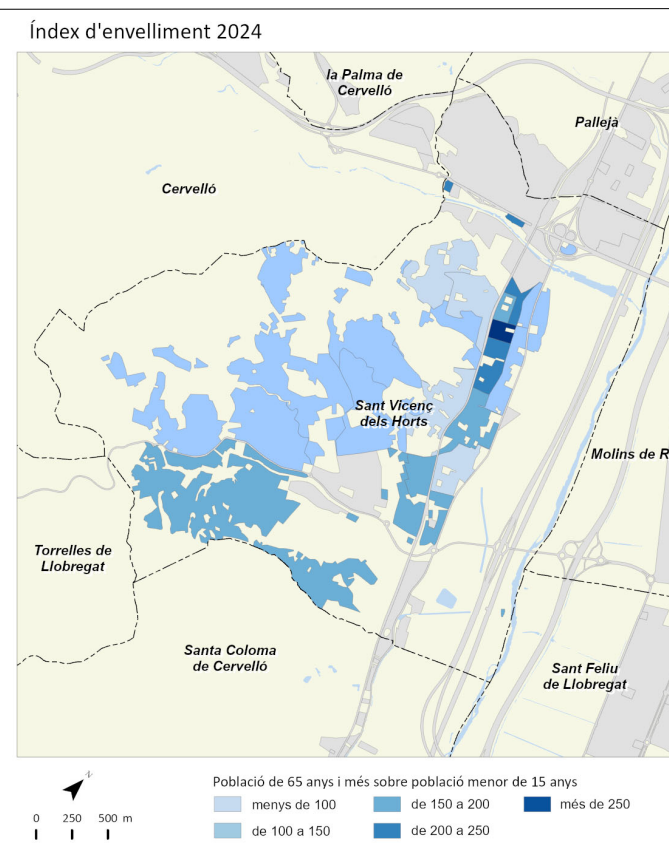 Índex d'envelliment 2024
la Palma de
Cervelló
Pallejà
Cervelló
Sant Vicenç
dels Horts
Molins de R
Torrelles de
Llobregat
Santa Coloma
de Cervelló
Sant Feliu
de Llobregat
N
0 250 500 m
Població de 65 anys i més sobre població menor de 15 anys
menys de 100
de 150 a 200
més de 250
de 100 a 150
de 200 a 250